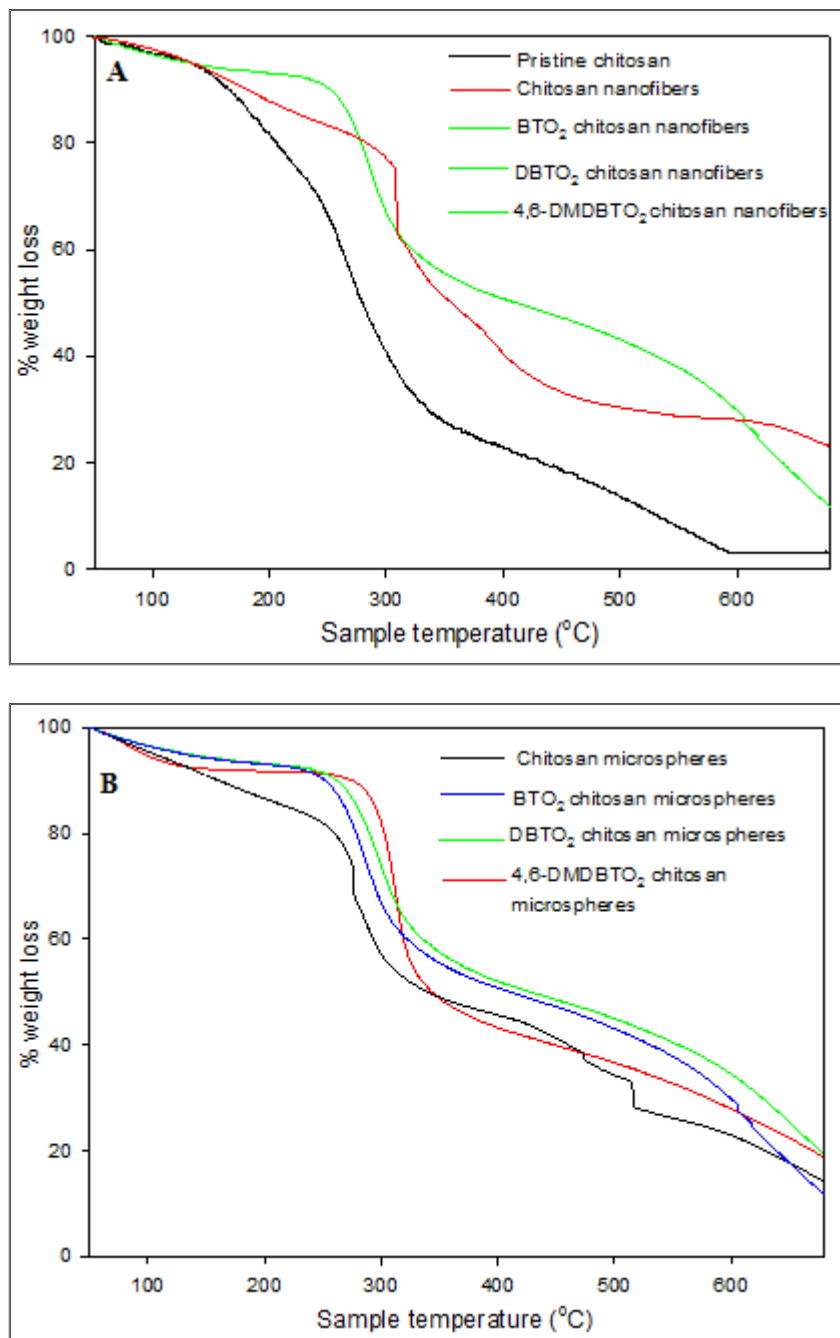 100
80
60
40
20
0
A
Pristine chitosan
Chitosan nanofibers
BTO₂ chitosan nanofibers
DBTO₂ chitosan nanofibers
4,6-DMDBTO₂ chitosan nanofibers
% weight loss
100 200 300 400 500 600
Sample temperature (°C)
100
80
60
40
20
0
B
Chitosan microspheres
BTO₂ chitosan microspheres
DBTO₂ chitosan microspheres
4,6-DMDBTO₂ chitosan
microspheres
% weight loss
100 200 300 400 500 600
Sample temperature (°C)